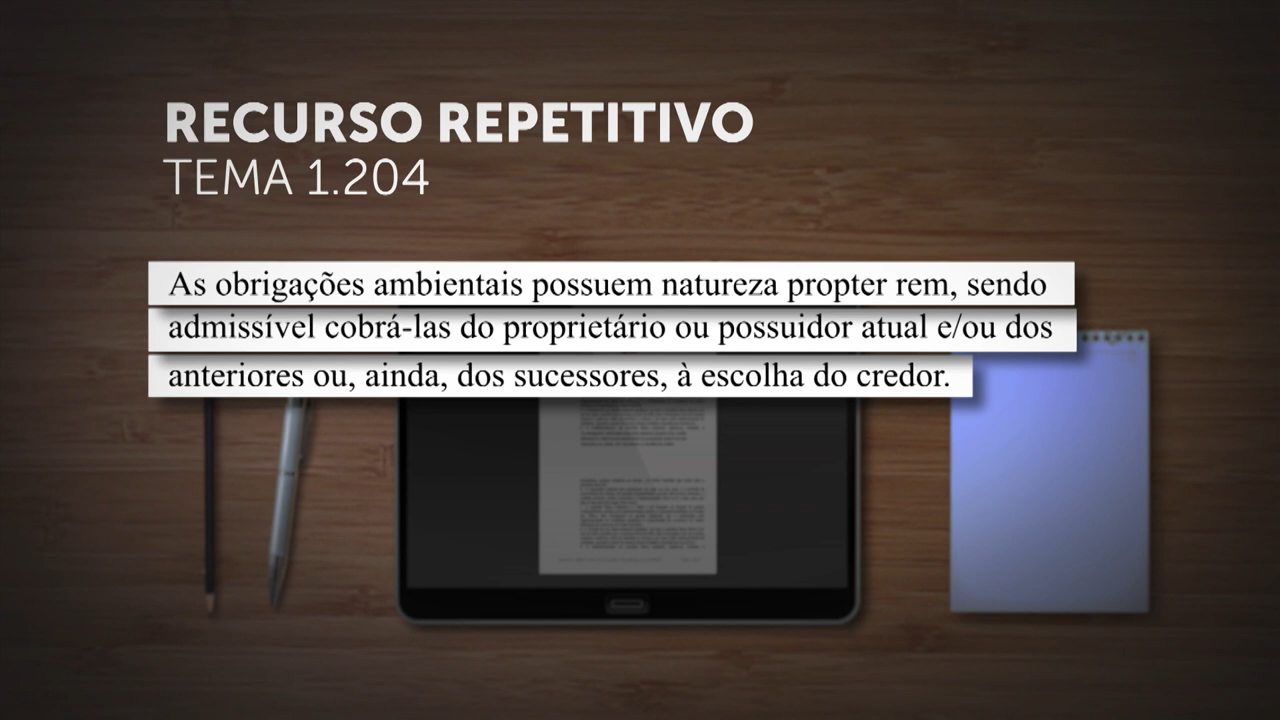 RECURSO REPETITIVO
TEMA 1.204
As obrigações ambientais possuem natureza propter rem, sendo
admissível cobrá-las do proprietário ou possuidor atual e/ou dos
anteriores ou, ainda, dos sucessores, à escolha do credor.